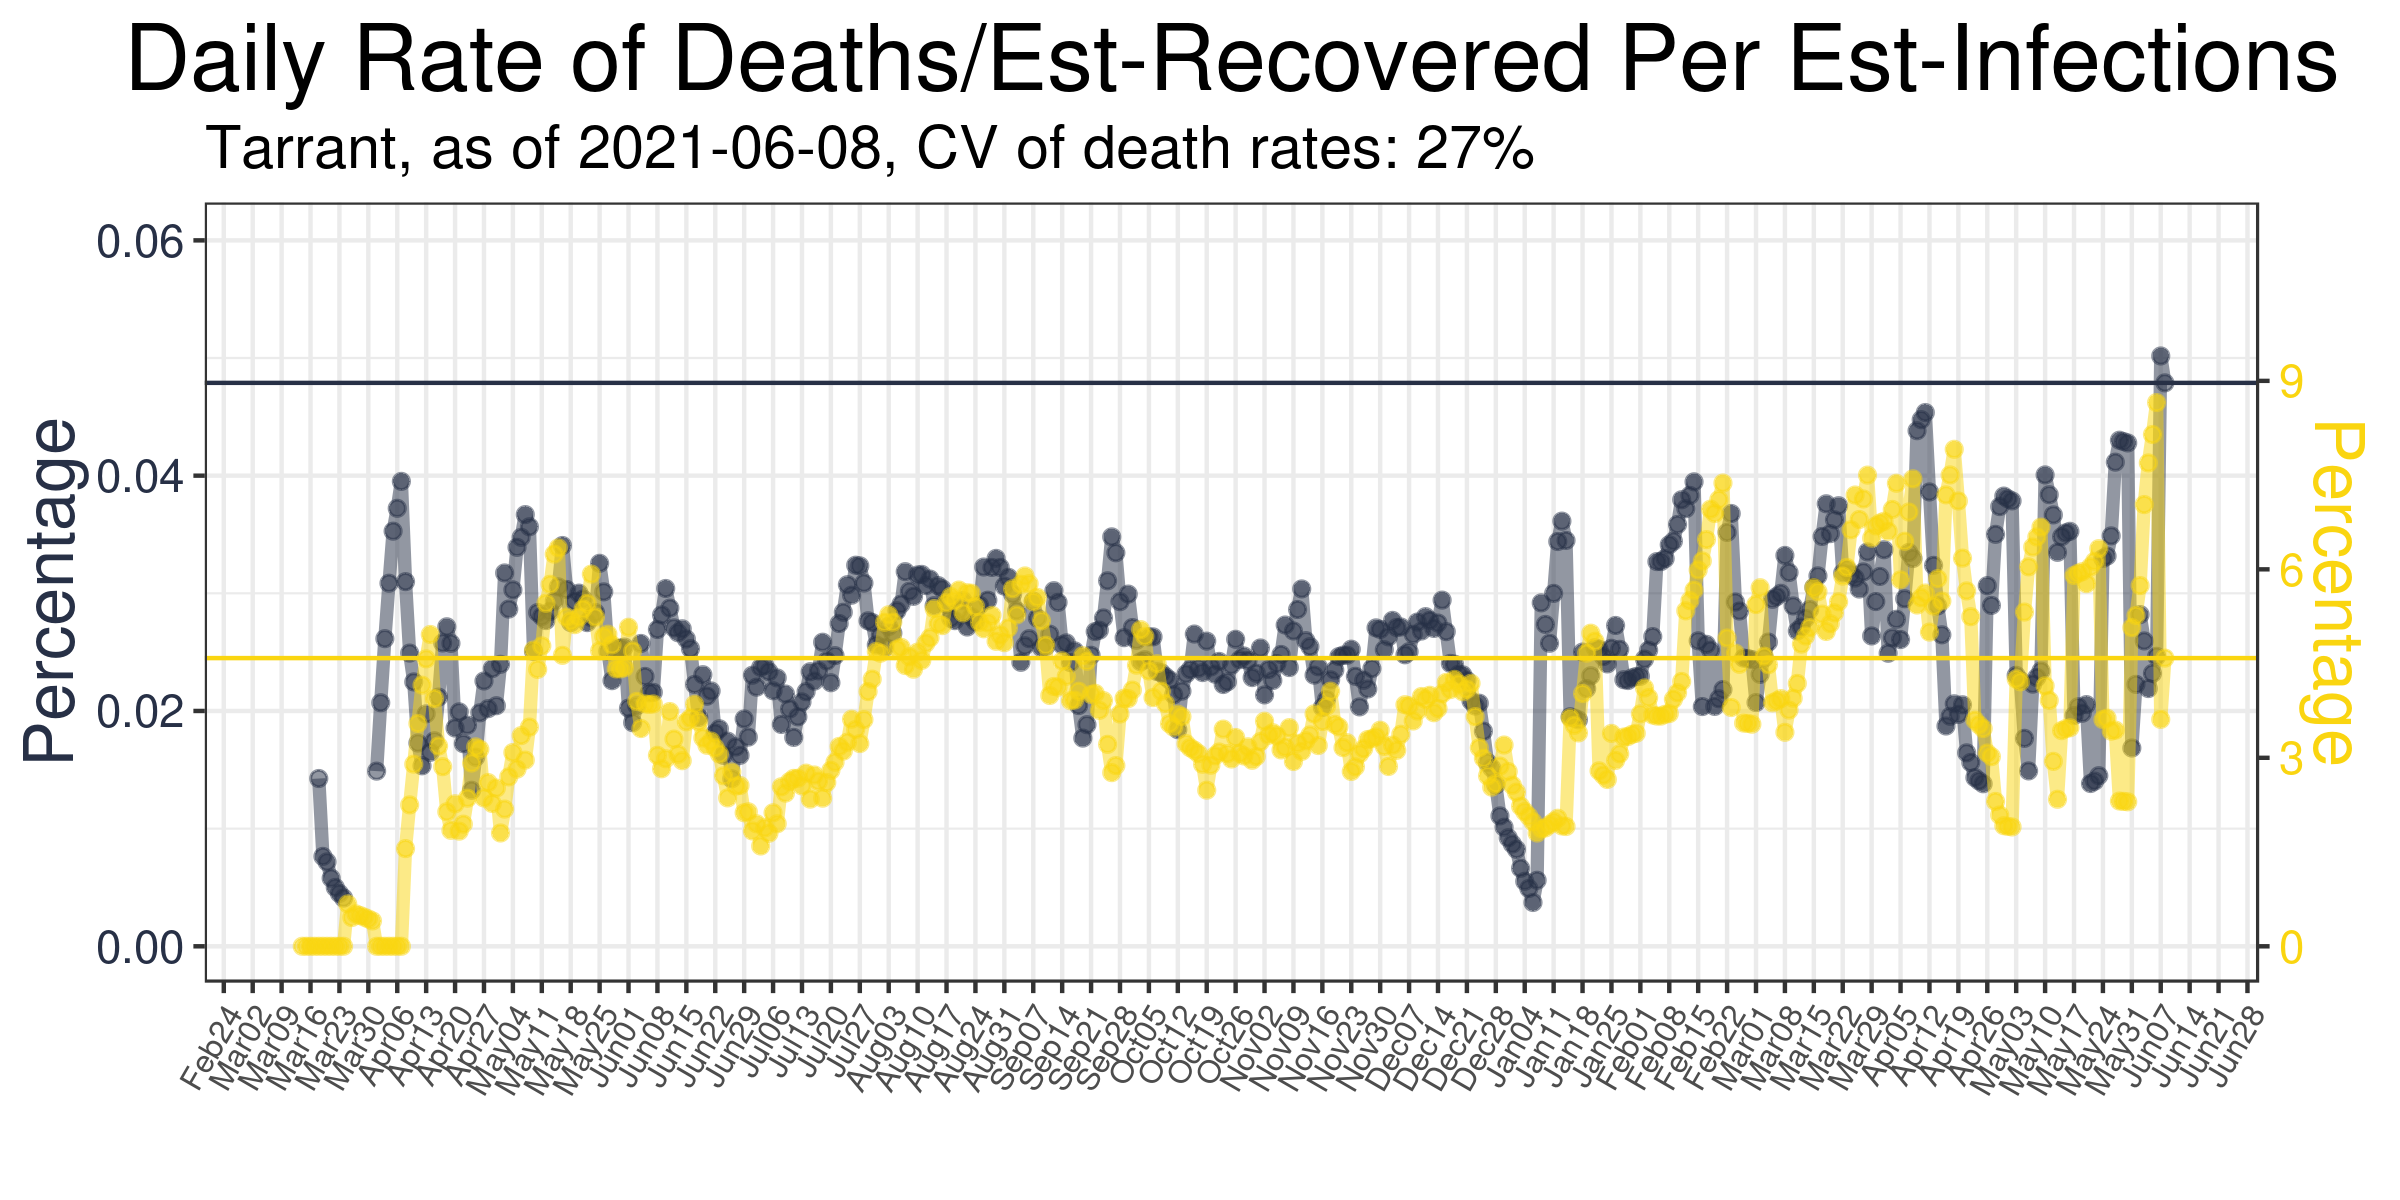 Daily Rate of Deaths/Est-Recovered Per Est-Infections
Tarrant, as of 2021-06-08, CV of death rates: 27%
Percentage
0.06
0.04
0.02
0.00
9
6
3
0
Percentage
Feb24
Mar02
Mar09
Mar16
Mar23
Mar30
Apr06
Apr13
Apr20
Apr27
May04
May11
May18
May25
Jun01
Jun08
Jun15
Jun22
Jun29
Jul06
Jul13
Jul20
Jul27
Aug03
Aug10
Aug17
Aug24
Aug31
Sep07
Sep14
Sep21
Sep28
Oct05
Oct12
Oct19
Oct26
Nov02
Nov09
Nov16
Nov23
Nov30
Dec07
Dec14
Dec21
Dec28
Jan04
Jan11
Jan18
Jan25
Feb01
Feb08
Feb15
Feb22
Mar01
Mar08
Mar15
Mar22
Mar29
Apr05
Apr12
Apr19
Apr26
May03
May10
May17
May24
May31
Jun07
Jun14
Jun21
Jun28